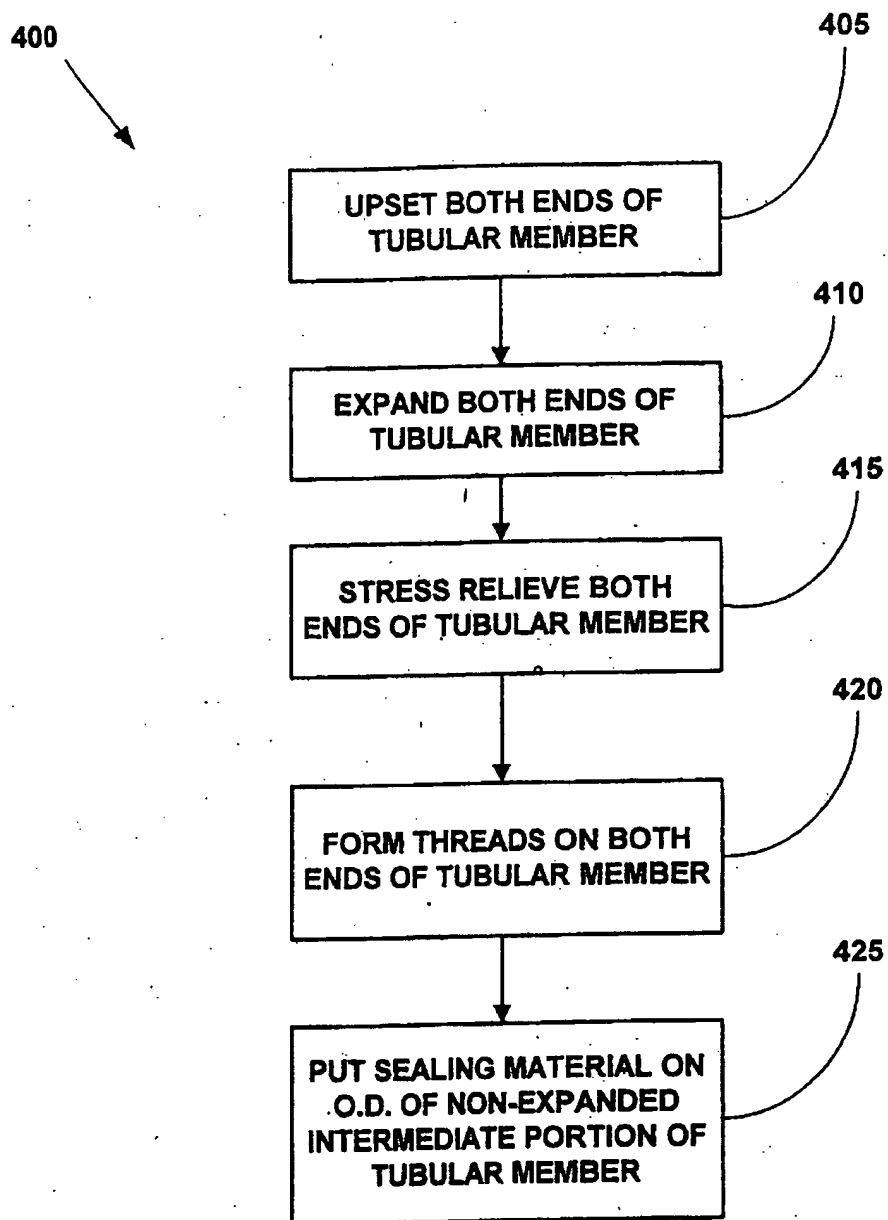 400
405
UPSET BOTH ENDS OF
TUBULAR MEMBER
410
EXPAND BOTH ENDS OF
TUBULAR MEMBER
415
STRESS RELIEVE BOTH
ENDS OF TUBULAR MEMBER
420
FORM THREADS ON BOTH
ENDS OF TUBULAR MEMBER
425
PUT SEALING MATERIAL ON
O.D. OF NON-EXPANDED
INTERMEDIATE PORTION OF
TUBULAR MEMBER